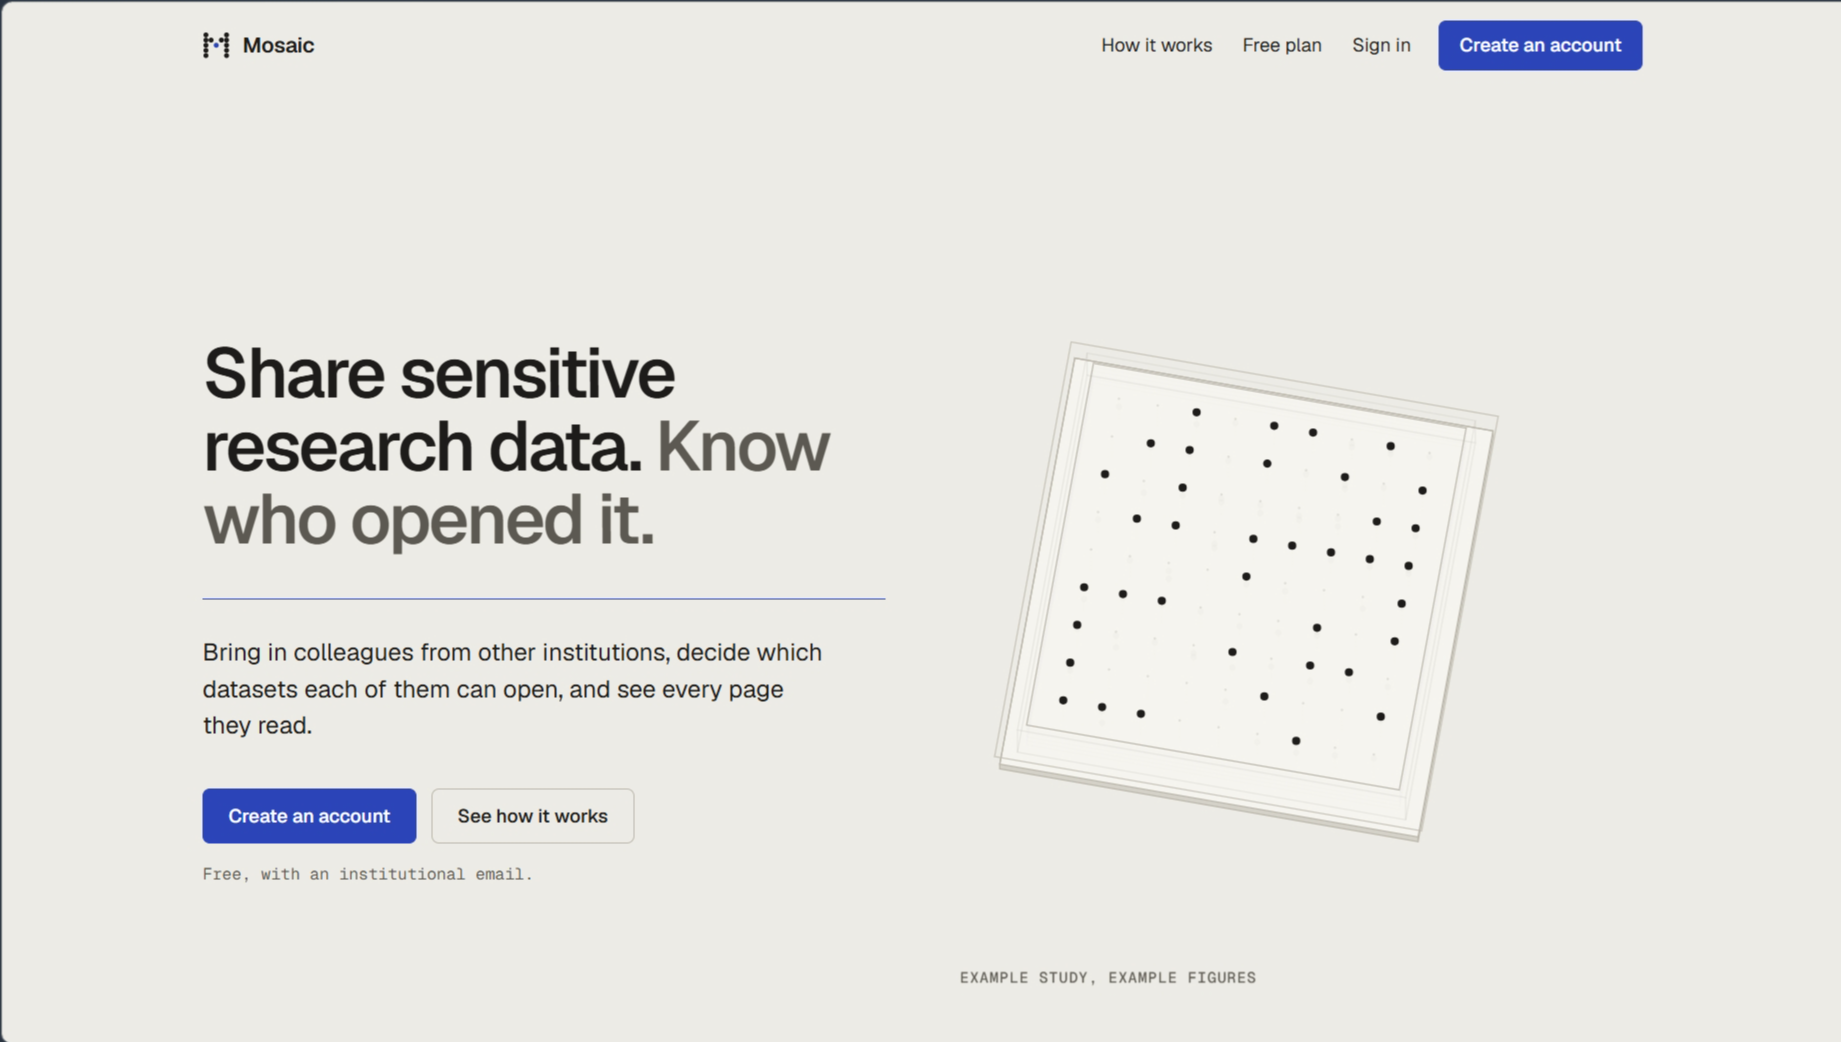 Mosaic
How it works
Free plan
Sign in
Create an account
Share sensitive
research data. Know
who opened it.
Bring in colleagues from other institutions, decide which
datasets each of them can open, and see every page
they read.
Create an account
See how it works
Free, with an institutional email.
EXAMPLE STUDY, EXAMPLE FIGURES